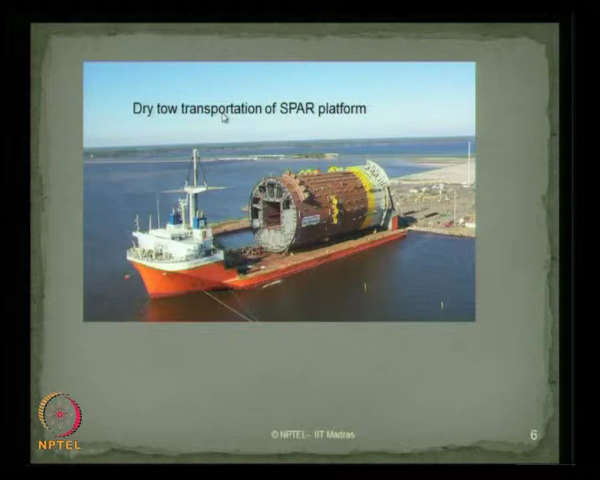 Dry tow transportation of SPAR platform
NPTEL
© NPTEL - IIT Madras
6